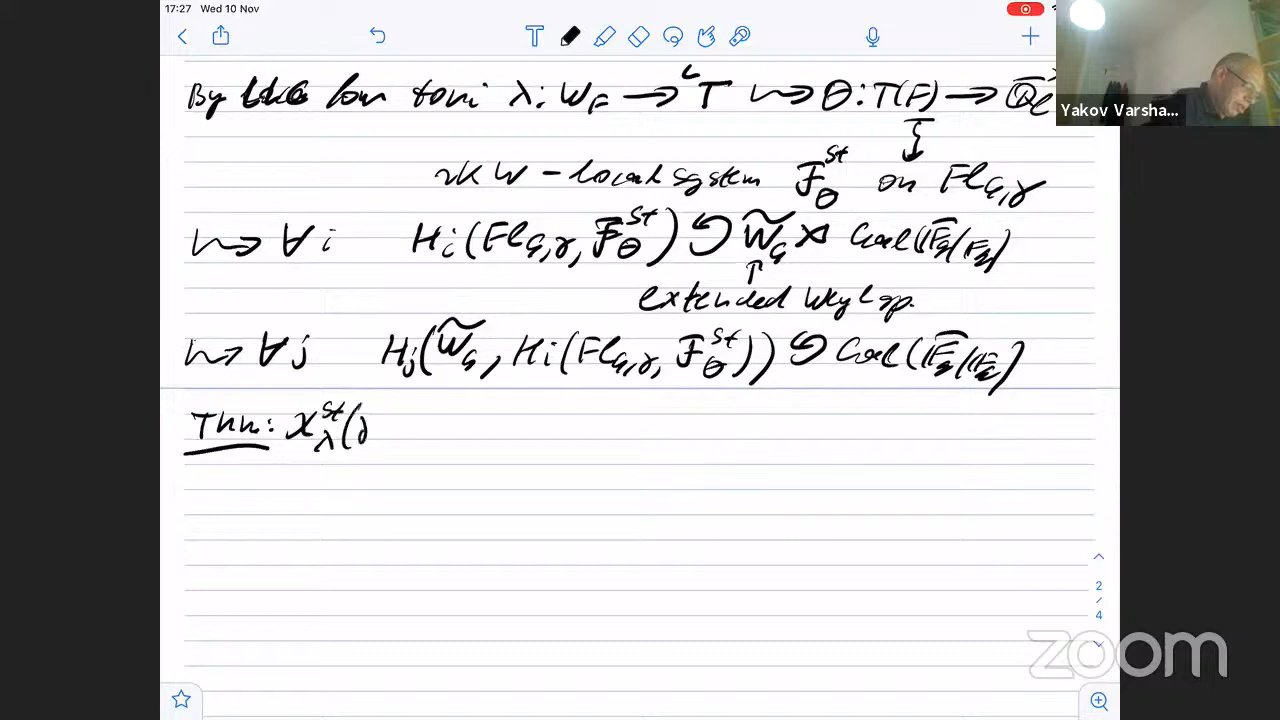 17:27 Wed 10 Nov
By LLC for tori λ: W_F → ^L T ⇝ θ: T(F) → Q̄_ℓ
rk W - local system F_θ^st on Fl_{G,γ}
⇝ ∀ i H_i(Fl_{G,γ}, F_θ^st) ↺ W̃_G × Gal(F̄_q/F_q)
↑
extended Weyl gp.
⇝ ∀ j H_j(W̃_G, H_i(Fl_{G,γ}, F_θ^st)) ↺ Gal(F̄_q/F_q)
Thm: χ_λ^st(γ
Yakov Varsha...
2
/
4
zoom